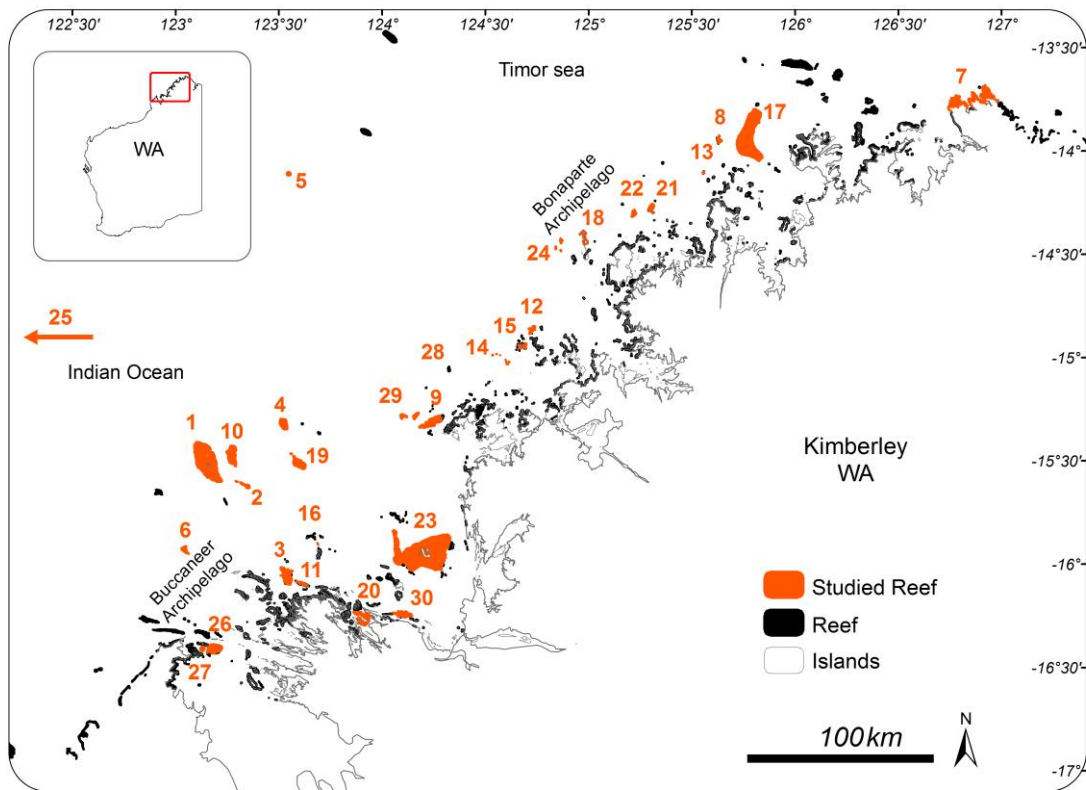 122°30' 123° 123°30' 124° 124°30' 125° 125°30' 126° 126°30' 127°
-13°30'
Timor sea
7
WA
8 17
-14°
13
5
Bonaparte
Archipelago
22 21
18
24
-14°30'
25
12
15
14
28
-15°
Indian Ocean
29 9
1
4
10
19
Kimberley
WA
-15°30'
2
16
23
6
3
11
-16°
Buccaneer
Archipelago
20 30
Studied Reef
26
Reef
27
Islands
-16°30'
100km
N
-17°